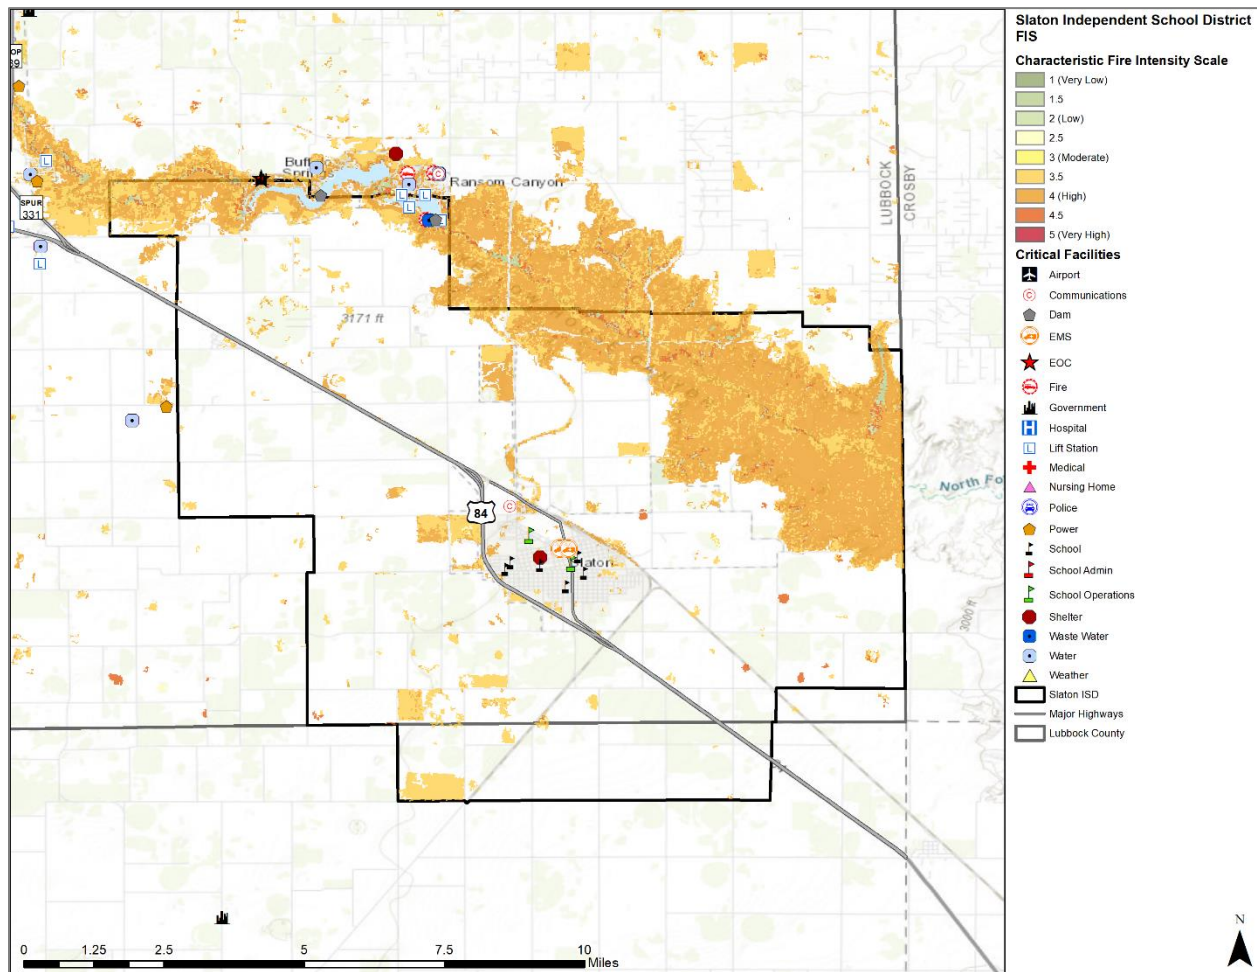 Slaton Independent School District
FIS
Characteristic Fire Intensity Scale
1 (Very Low)
1.5
2 (Low)
2.5
3 (Moderate)
3.5
4 (High)
4.5
5 (Very High)
Critical Facilities
Airport
C Communications
Dam
EMS
EOC
Fire
Government
H Hospital
L Lift Station
Medical
Nursing Home
Police
Power
School
School Admin
School Operations
Shelter
Waste Water
Water
Weather
Slaton ISD
Major Highways
Lubbock County
N
SPUR
331
Ransom Canyon
LUBBOCK
CROSBY
3171 ft
84
3000 ft
0 1.25 2.5 5 7.5 10
Miles